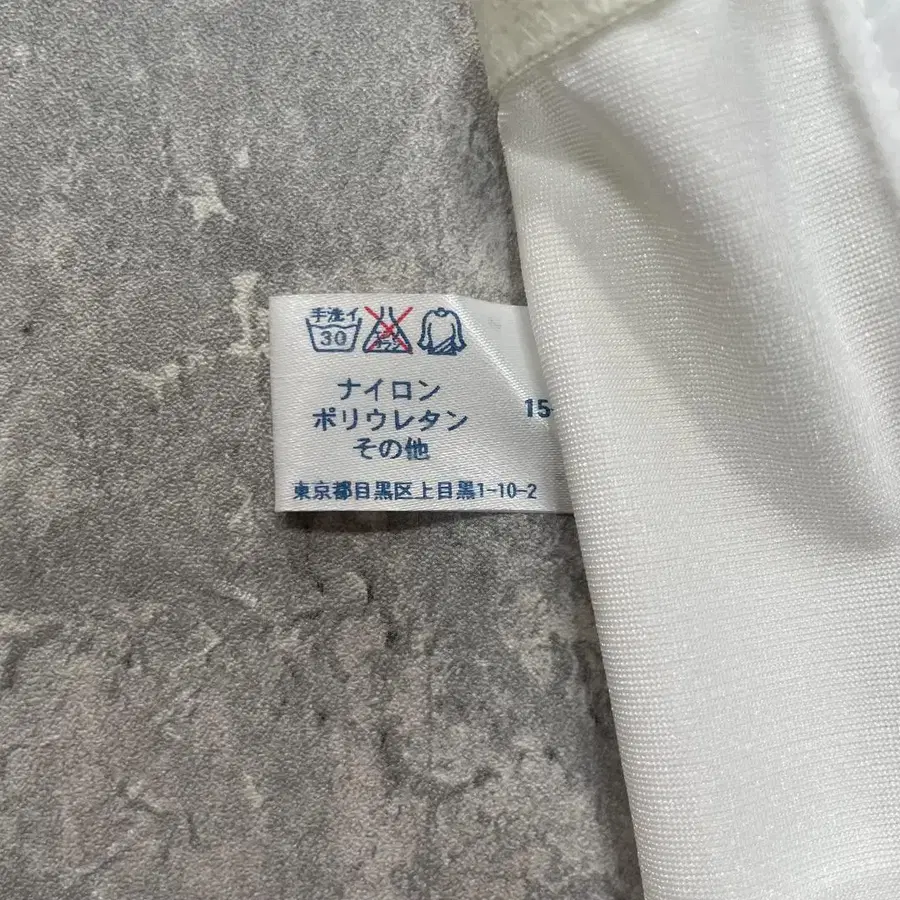 手洗イ
30
ナイロン
ポリウレタン
その他
15
東京都目黒区上目黒1-10-2